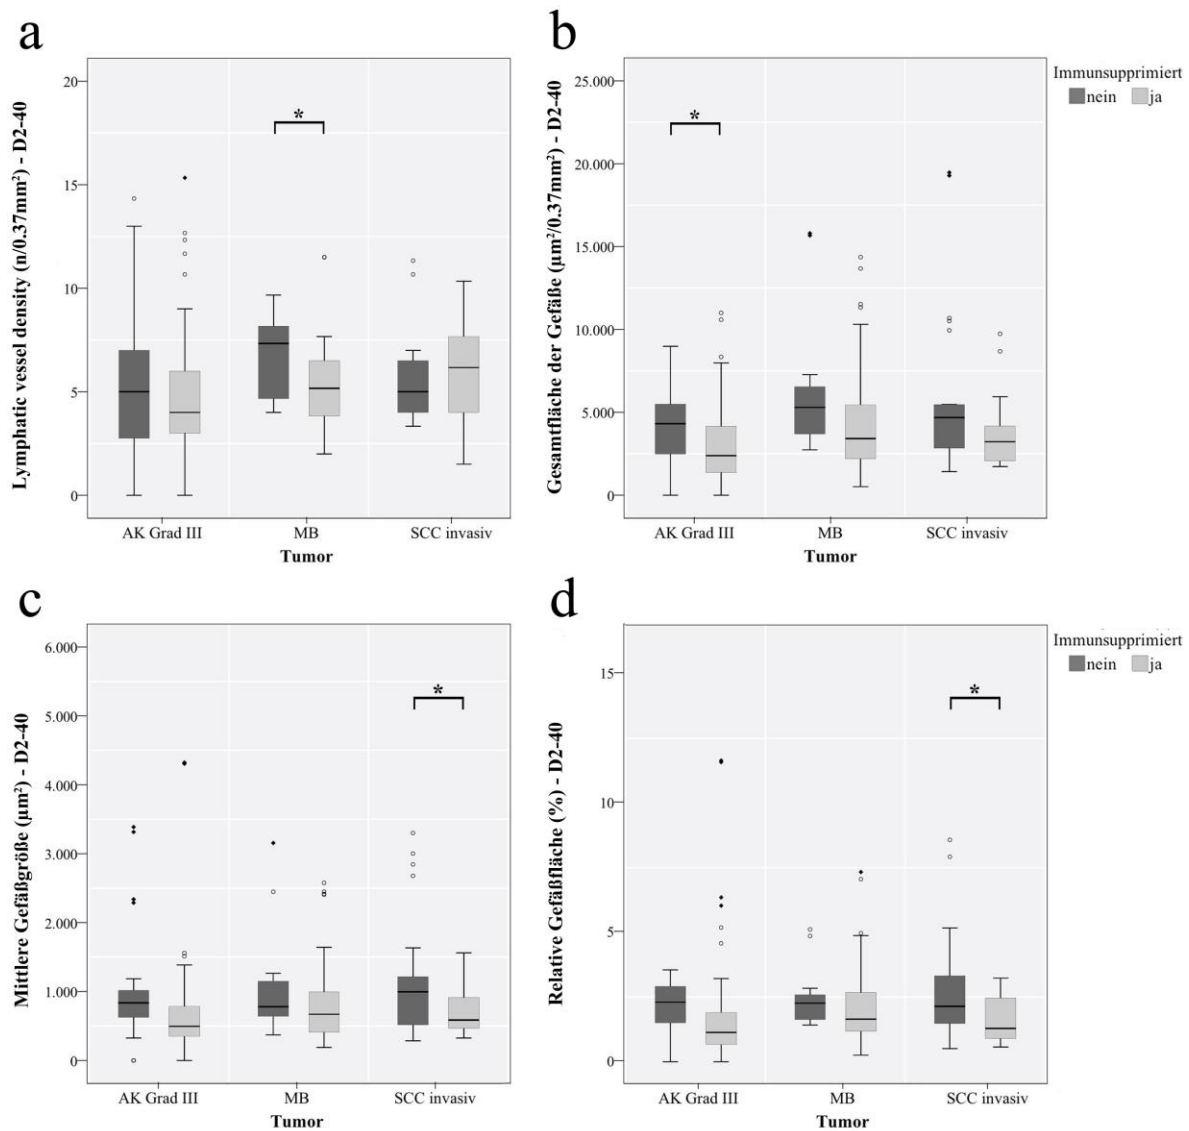 a
Lymphatic vessel density (n/0.37mm²) - D2-40
20
15
10
5
0
*
AK Grad III
MB
SCC invasiv
Tumor
b
Gesamtfläche der Gefäße (µm²/0.37mm²) - D2-40
25.000
20.000
15.000
10.000
5.000
0
*
AK Grad III
MB
SCC invasiv
Tumor
Immunsupprimiert
nein ja
c
Mittlere Gefäßgröße (µm²) - D2-40
6.000
5.000
4.000
3.000
2.000
1.000
0
*
AK Grad III
MB
SCC invasiv
Tumor
d
Relative Gefäßfläche (%) - D2-40
15
10
5
0
*
AK Grad III
MB
SCC invasiv
Tumor
Immunsupprimiert
nein ja